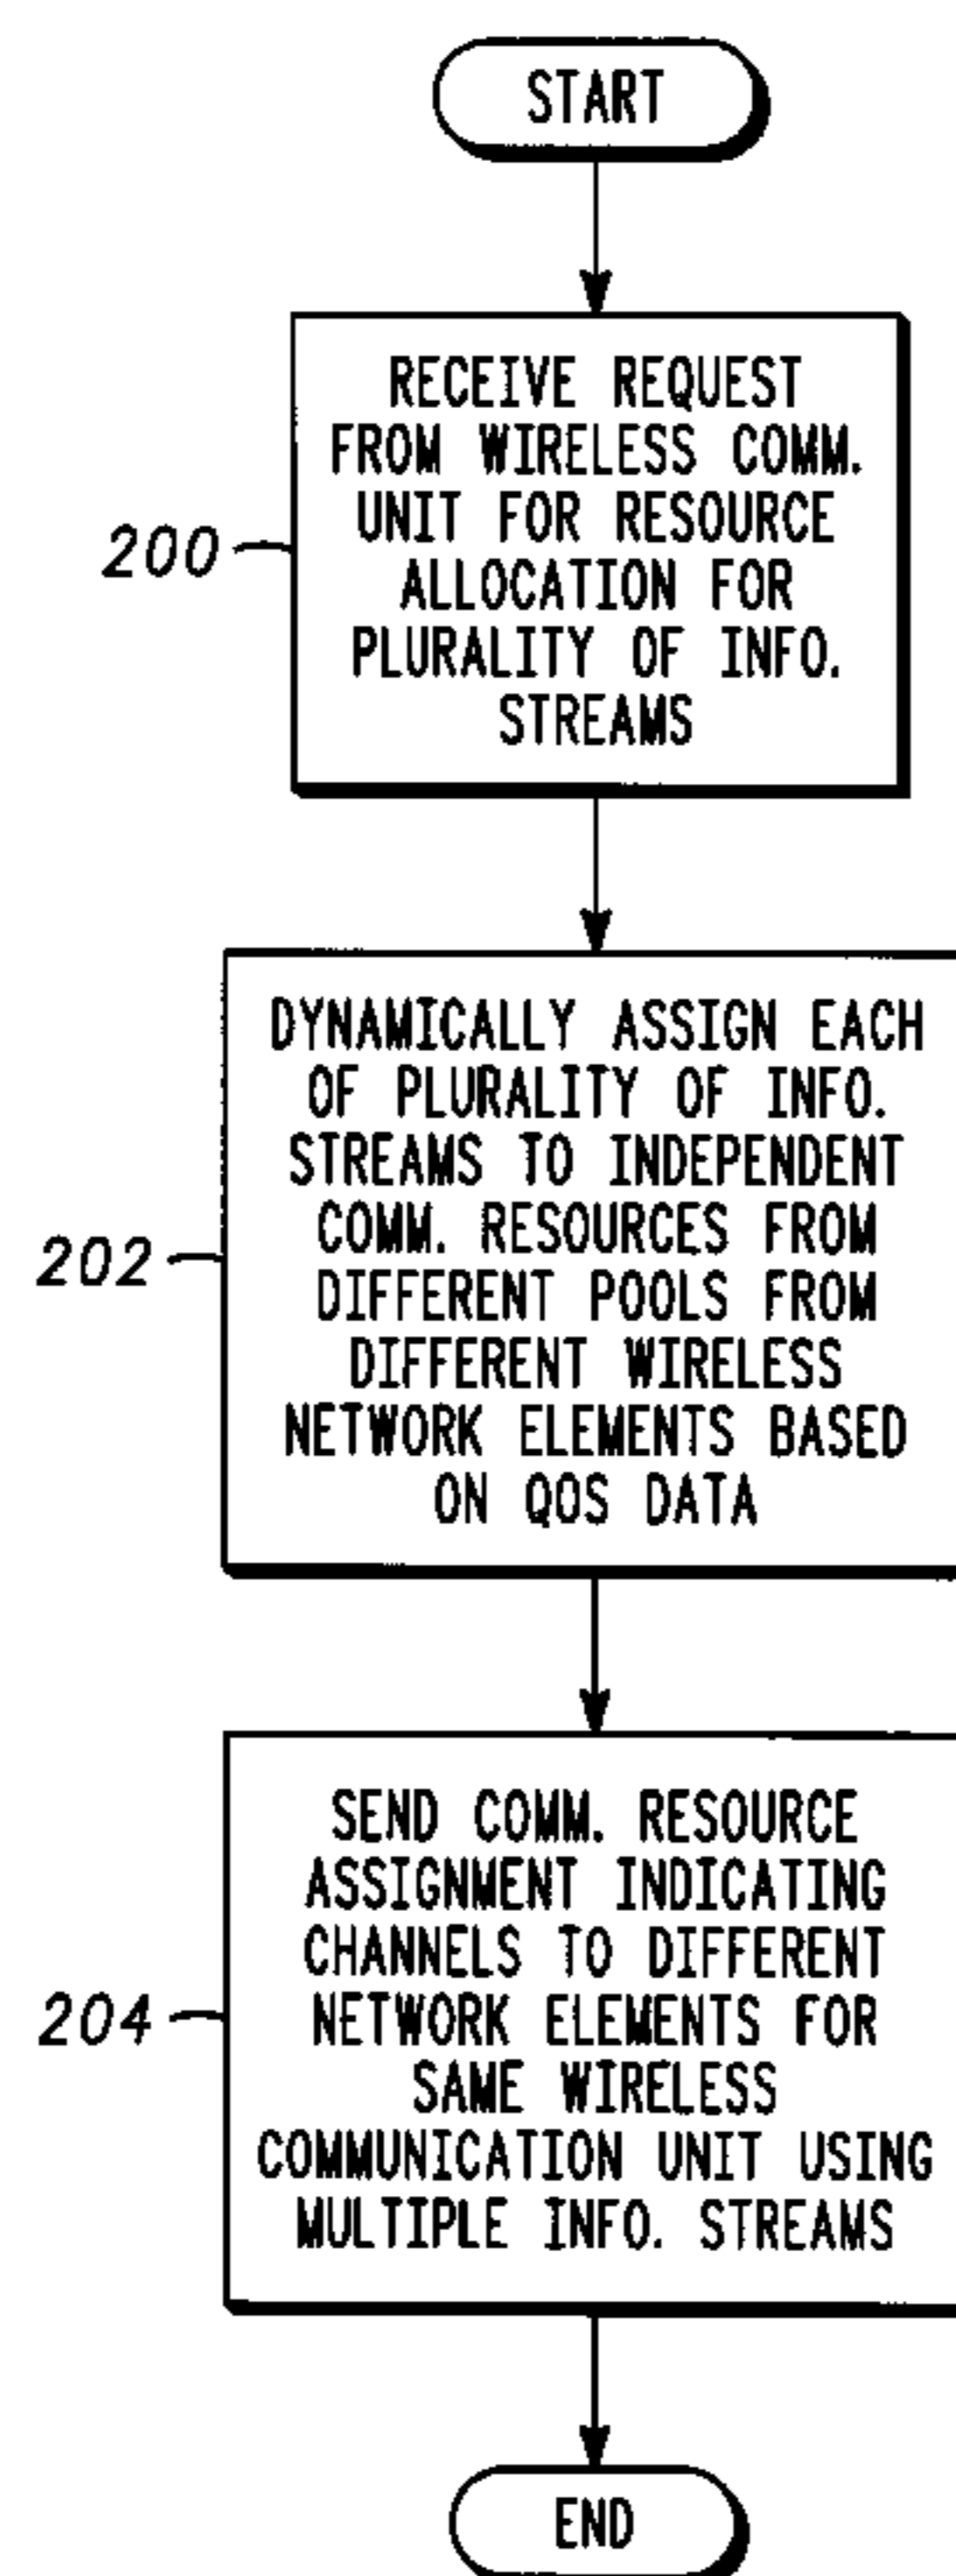 START
RECEIVE REQUEST
FROM WIRELESS COMM.
UNIT FOR RESOURCE
ALLOCATION FOR
PLURALITY OF INFO.
STREAMS
200
DYNAMICALLY ASSIGN EACH
OF PLURALITY OF INFO.
STREAMS TO INDEPENDENT
COMM. RESOURCES FROM
DIFFERENT POOLS FROM
DIFFERENT WIRELESS
NETWORK ELEMENTS BASED
ON QOS DATA
202
SEND COMM. RESOURCE
ASSIGNMENT INDICATING
CHANNELS TO DIFFERENT
NETWORK ELEMENTS FOR
SAME WIRELESS
COMMUNICATION UNIT USING
MULTIPLE INFO. STREAMS
204
END